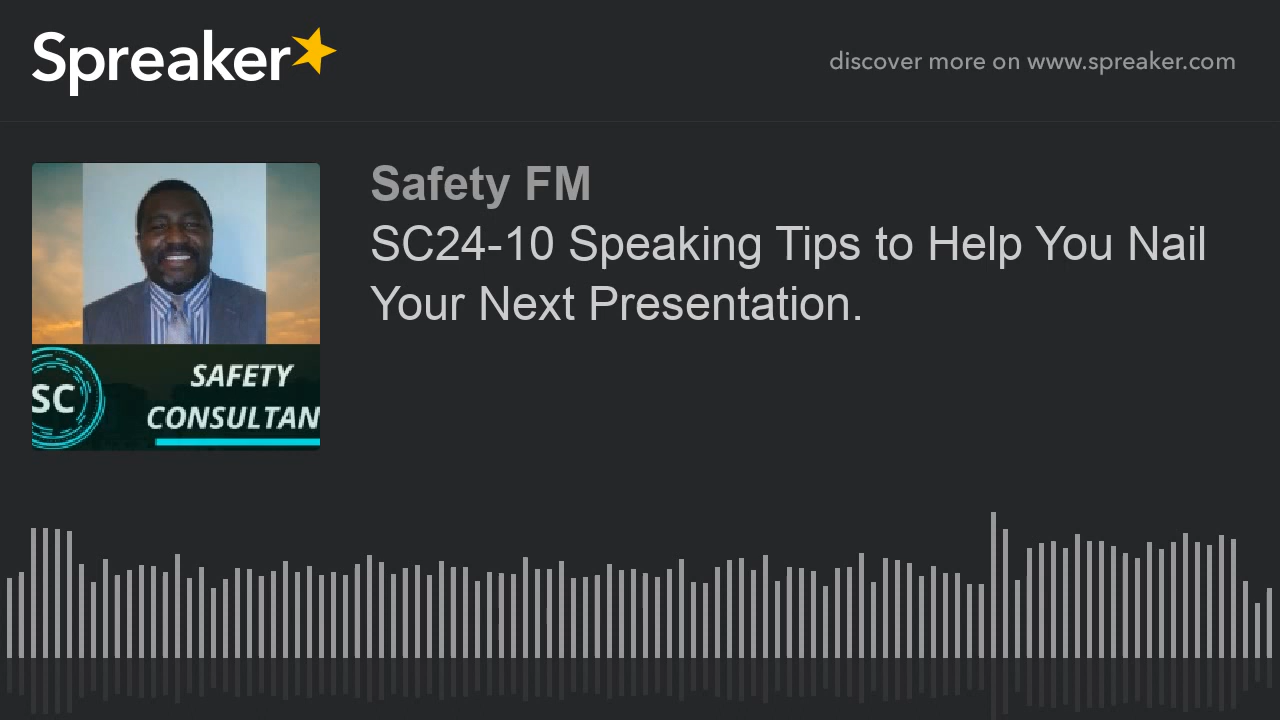 Spreaker
discover more on www.spreaker.com
Safety FM
SC24-10 Speaking Tips to Help You Nail
Your Next Presentation.
SC
SAFETY
CONSULTAN